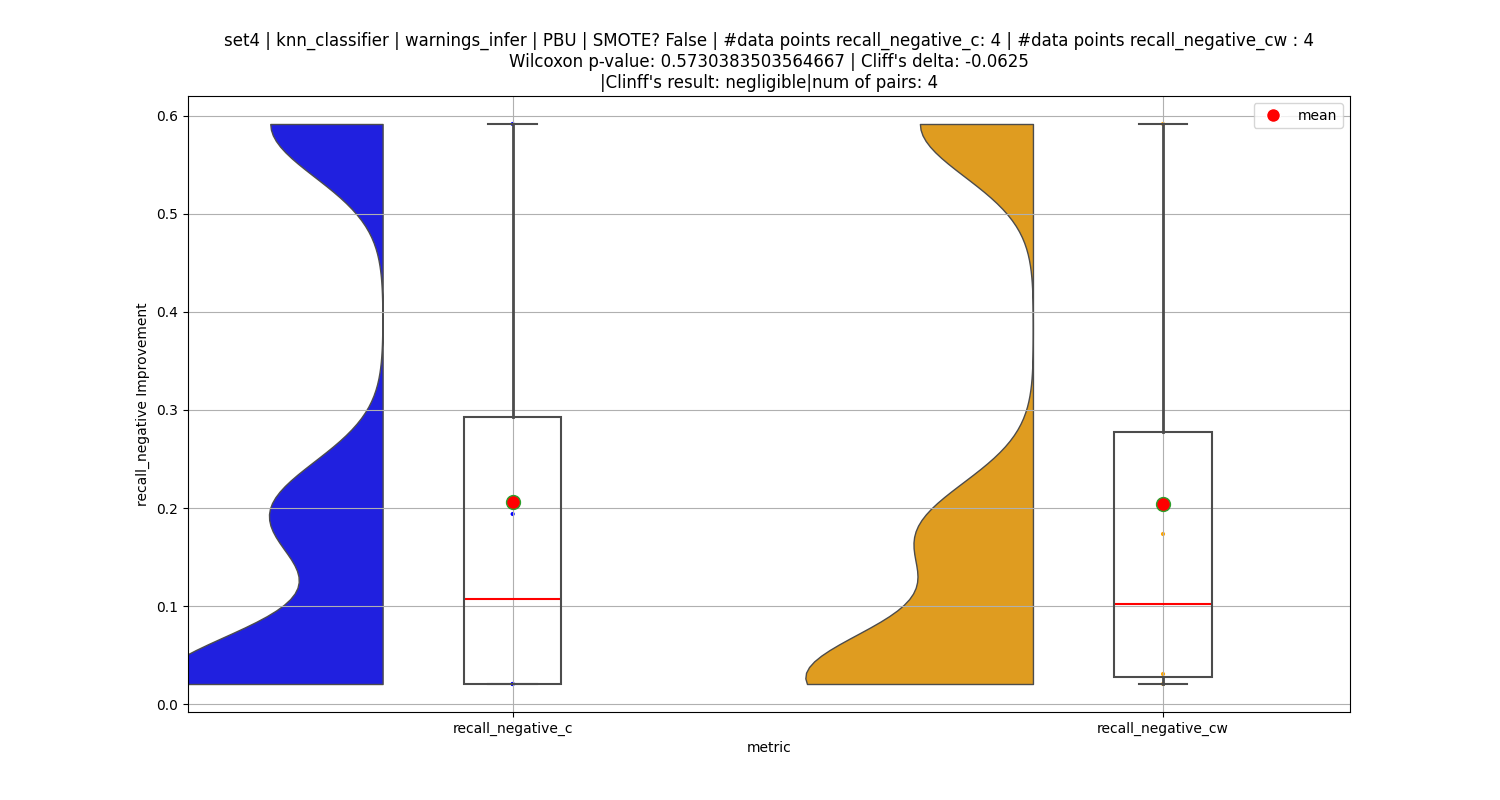 set4 | knn_classifier | warnings_infer | PBU | SMOTE? False | #data points recall_negative_c: 4 | #data points recall_negative_cw : 4
Wilcoxon p-value: 0.5730383503564667 | Cliff's delta: -0.0625
|Clinff's result: negligible|num of pairs: 4
mean
0.6
0.5
0.4
0.3
0.2
0.1
0.0
recall_negative Improvement
recall_negative_c
recall_negative_cw
metric